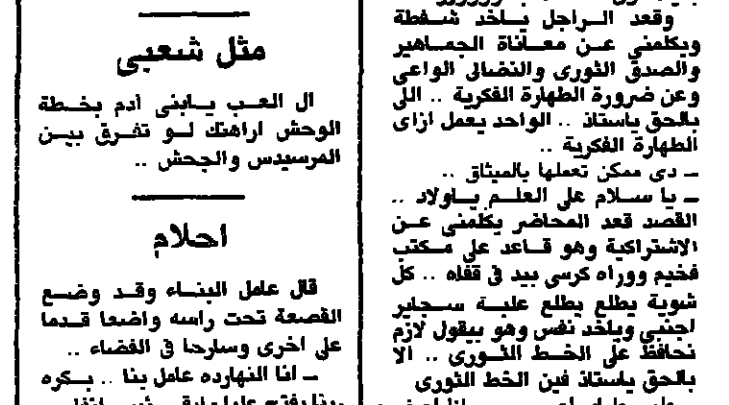 وقعد الراجل ياخد شفطة
ويكلمني عن معاناة الجماهير
والصدق الثورى والنضالى الواعى
وعن ضرورة الطهارة الفكرية .. اللى
بالحق ياستاذ .. الواحد يعمل ازاى
الطهارة الفكرية ..
ـ دى ممكن تعملها بالميثاق ..
ـ يا سلام على العلم ياولاد ..
القصد قعد المحاضر يكلمنى عن
الاشتراكية وهو قاعد على مكتب
فخيم ووراه كرسى بيد فى قفاه .. كل
شوية يطلع يطلع علبة سجاير
اجنبى وياخد نفس وهو بيقول لازم
نحافظ على الخط الثورى .. الا
بالحق ياستاذ فين الخط الثورى
مثل شعبى
ال العب يابنى ادم بخطة
الوحش اراهنك لو تفرق بين
المرسيدس والجحش ..
احلام
قال عامل البناء وقد وضع
القصعة تحت راسه واضعا قدما
على اخرى وسارحا فى الفضاء ..
ـ انا النهارده عامل بنا .. بكره